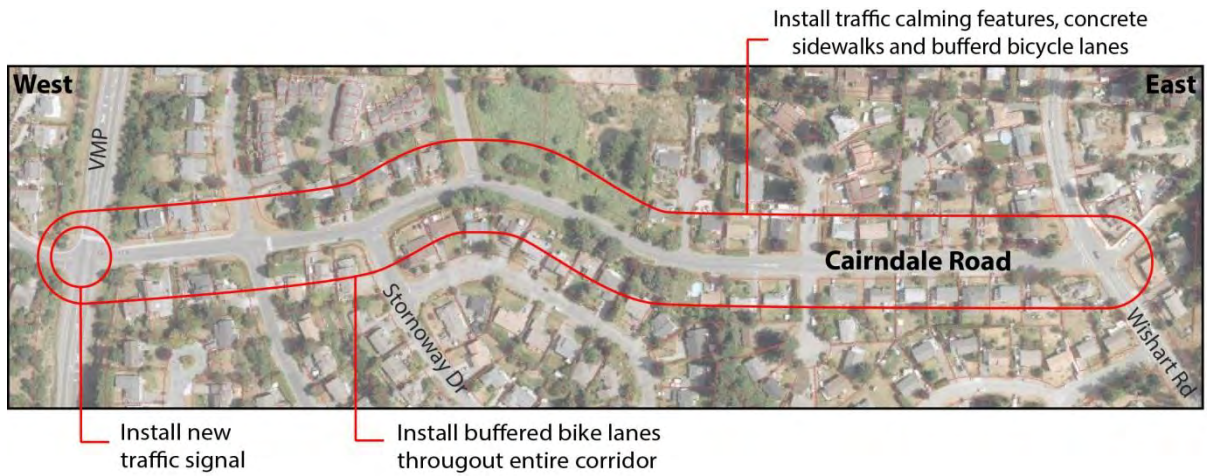 Install traffic calming features, concrete
sidewalks and bufferd bicycle lanes
West
East
VMP
Cairndale Road
Stornoway Dr
Wishart Rd
Install new
traffic signal
Install buffered bike lanes
througout entire corridor